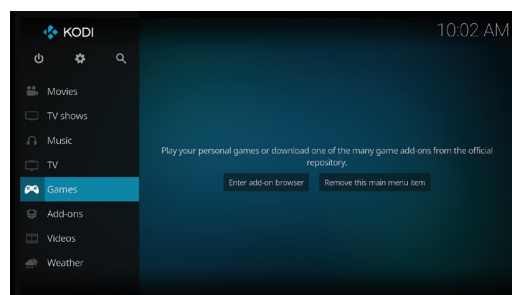 KODI
10:02 AM
Movies
TV shows
Music
TV
Games
Add-ons
Videos
Weather
Play your personal games or download one of the many game add-ons from the official
repository.
Enter add-on browser
Remove this main menu item